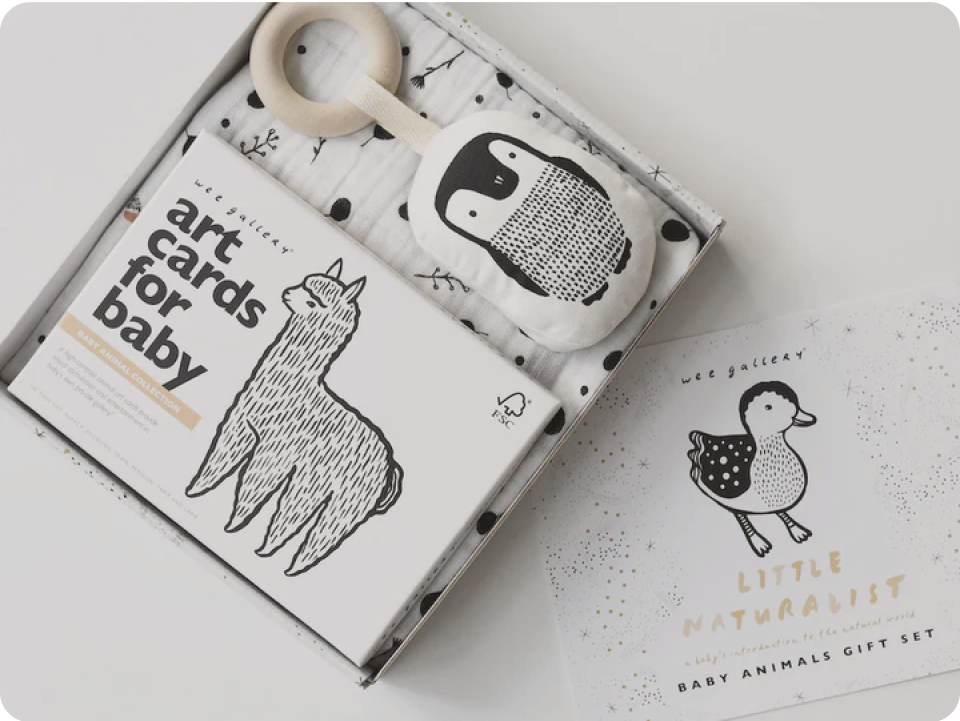 wee gallery
art
cards
for
baby
BABY ANIMAL COLLECTION
FSC
wee gallery
LITTLE
NATURALIST
a baby's introduction to the natural world
BABY ANIMALS GIFT SET